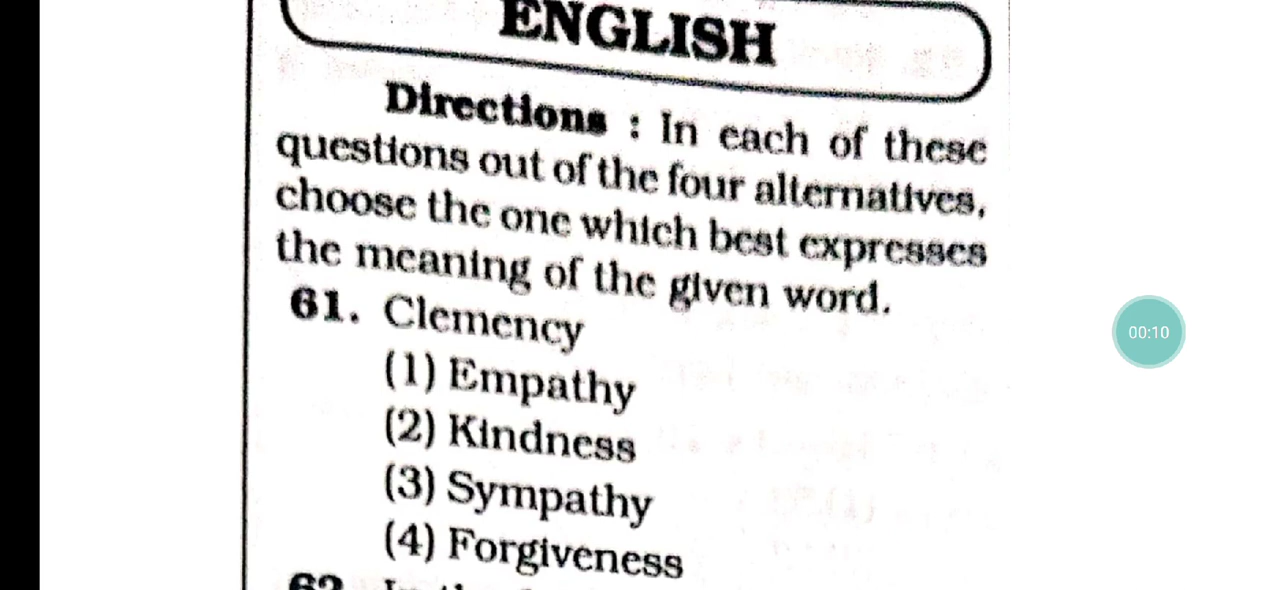 ENGLISH
Directions : In each of these
questions out of the four alternatives,
choose the one which best expresses
the meaning of the given word.
61. Clemency
(1) Empathy
(2) Kindness
(3) Sympathy
(4) Forgiveness
00:10